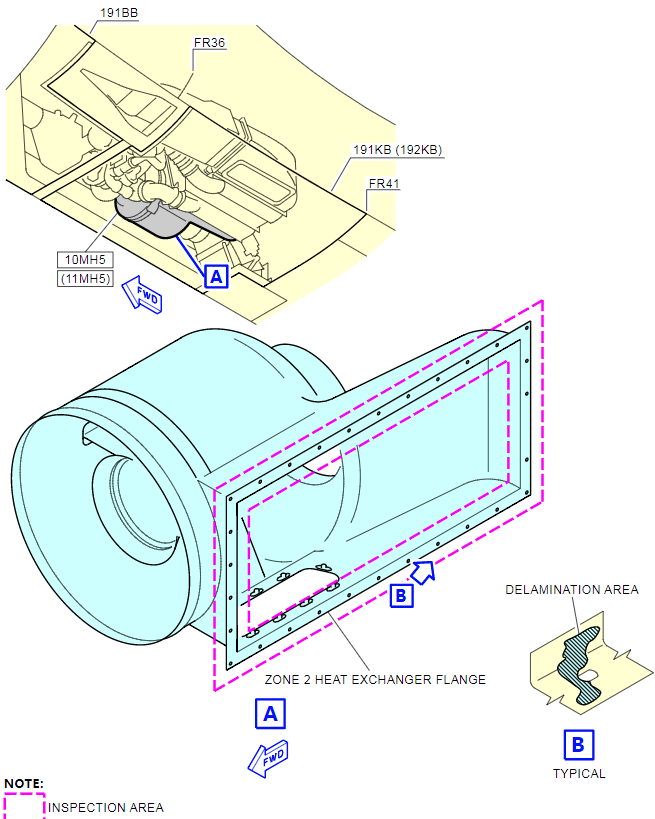 191BB
FR36
191KB (192KB)
FR41
10MH5
(11MH5)
A
FWD
B
DELAMINATION AREA
ZONE 2 HEAT EXCHANGER FLANGE
A
FWD
B
TYPICAL
NOTE:
INSPECTION AREA